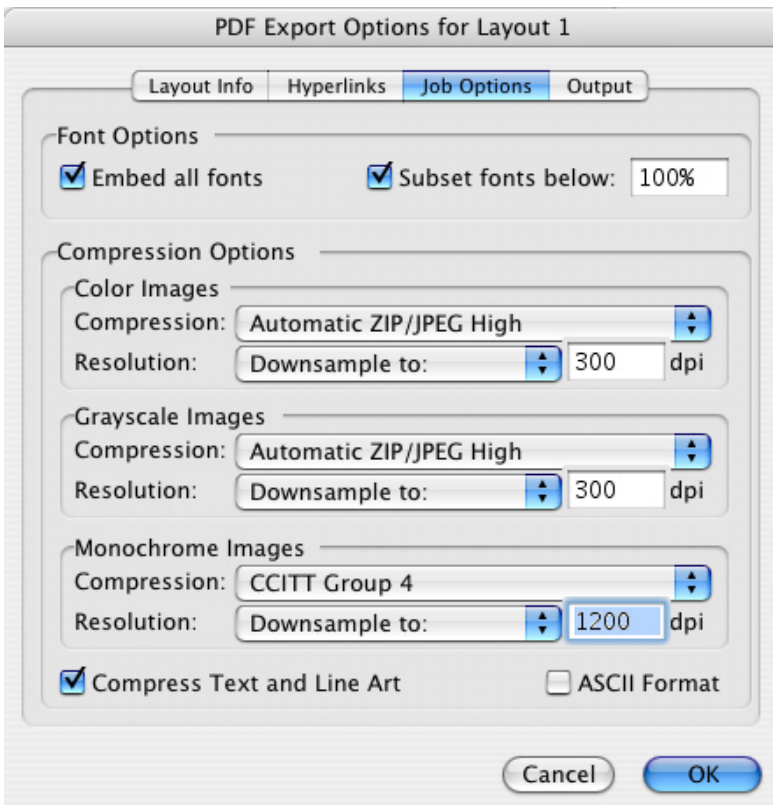 PDF Export Options for Layout 1
Layout Info Hyperlinks Job Options Output
Font Options
Embed all fonts Subset fonts below: 100%
Compression Options
Color Images
Compression: Automatic ZIP/JPEG High
Resolution: Downsample to: 300 dpi
Grayscale Images
Compression: Automatic ZIP/JPEG High
Resolution: Downsample to: 300 dpi
Monochrome Images
Compression: CCITT Group 4
Resolution: Downsample to: 1200 dpi
Compress Text and Line Art ASCII Format
Cancel OK